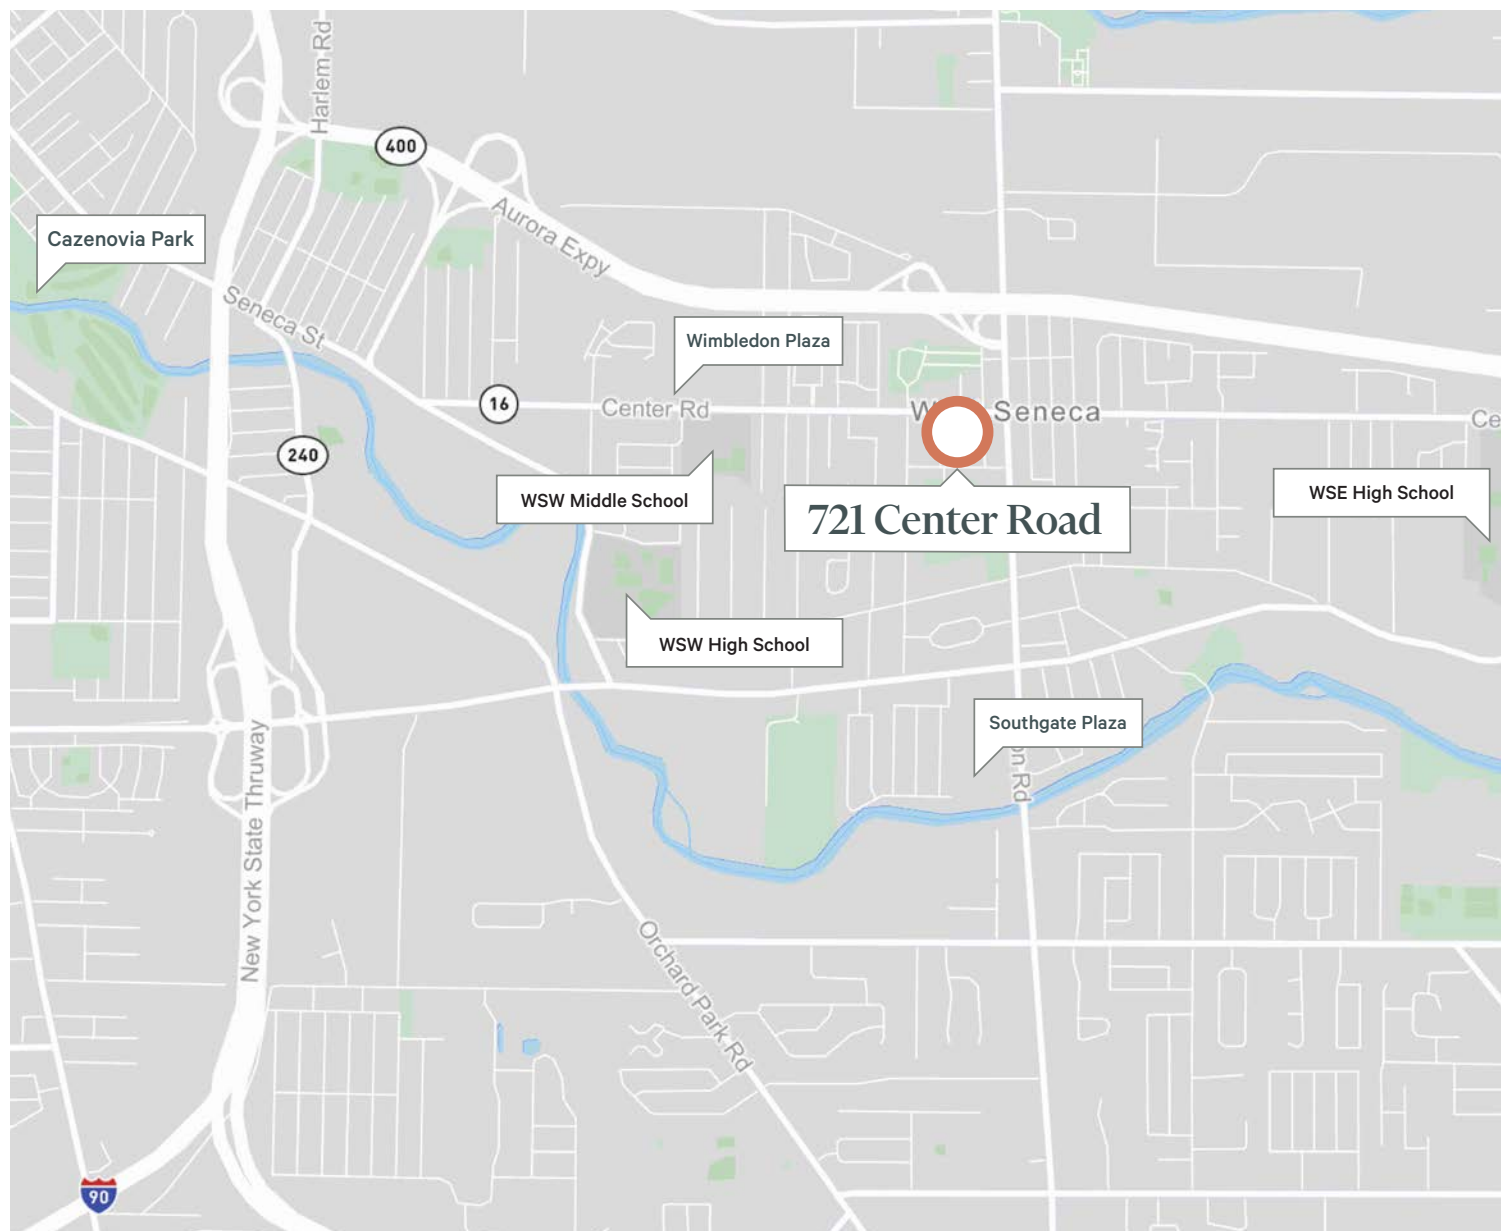 Harlem Rd
400
Aurora Expy
Cazenovia Park
Seneca St
Wimbledon Plaza
16
Center Rd
Seneca
240
WSW Middle School
721 Center Road
WSE High School
WSW High School
Southgate Plaza
New York State Thruway
Orchard Park Rd
Rd
90